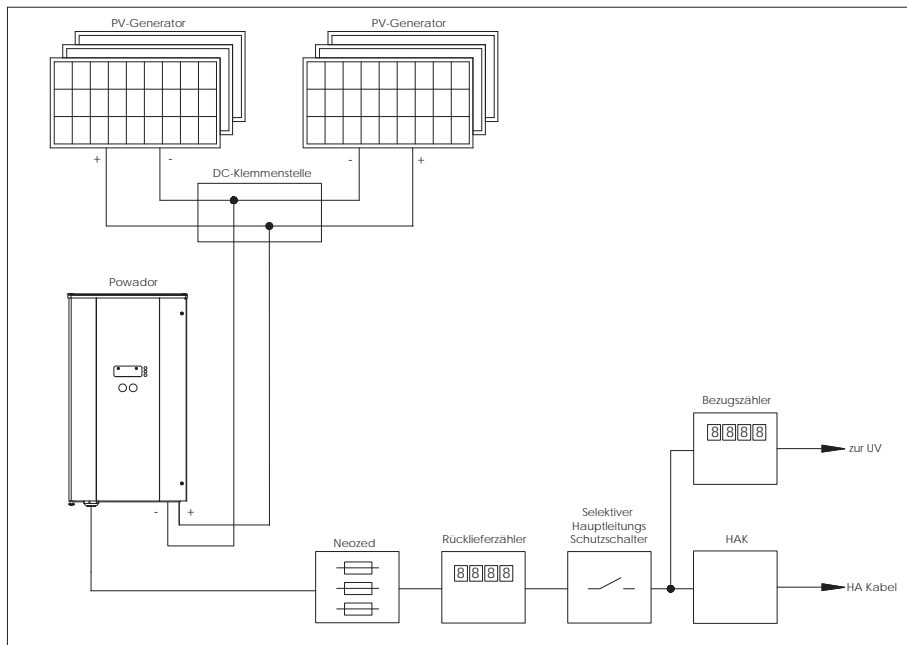 PV-Generator
PV-Generator
+
-
-
+
DC-Klemmenstelle
Powador
-
+
Bezugszähler
8888
zur UV
Neozed
Rücklieferzähler
8888
Selektiver
Hauptleitungs
Schutzschalter
HAK
HA Kabel